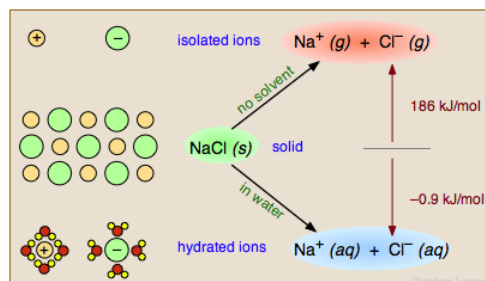 +
−
isolated ions
Na⁺ (g) + Cl⁻ (g)
no solvent
186 kJ/mol
NaCl (s)
solid
in water
–0.9 kJ/mol
+
−
hydrated ions
Na⁺ (aq) + Cl⁻ (aq)